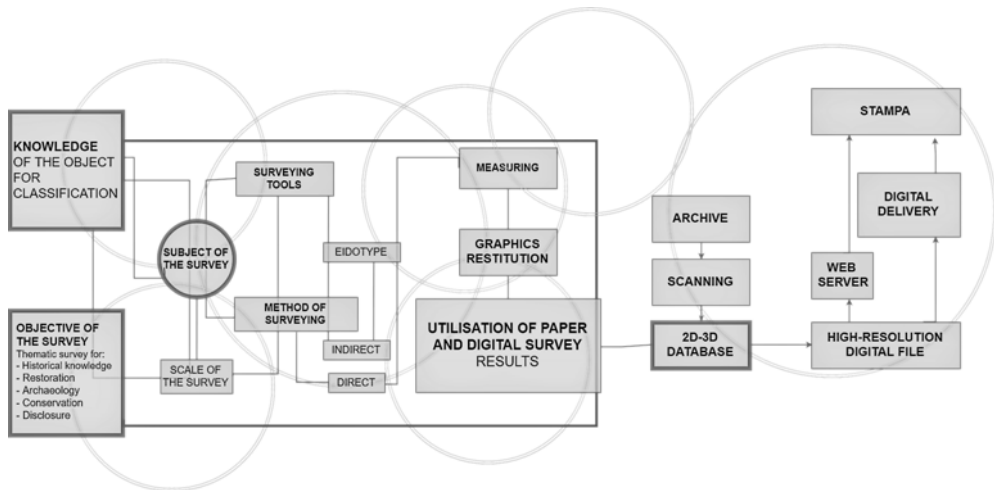 KNOWLEDGE
OF THE OBJECT
FOR
CLASSIFICATION
OBJECTIVE OF
THE SURVEY
Thematic survey for:
- Historical knowledge
- Restoration
- Archaeology
- Conservation
- Disclosure
SUBJECT OF
THE SURVEY
SCALE OF
THE SURVEY
SURVEYING
TOOLS
METHOD OF
SURVEYING
EIDOTYPE
INDIRECT
DIRECT
MEASURING
GRAPHICS
RESTITUTION
UTILISATION OF PAPER
AND DIGITAL SURVEY
RESULTS
ARCHIVE
SCANNING
2D-3D
DATABASE
STAMPA
DIGITAL
DELIVERY
WEB
SERVER
HIGH-RESOLUTION
DIGITAL FILE